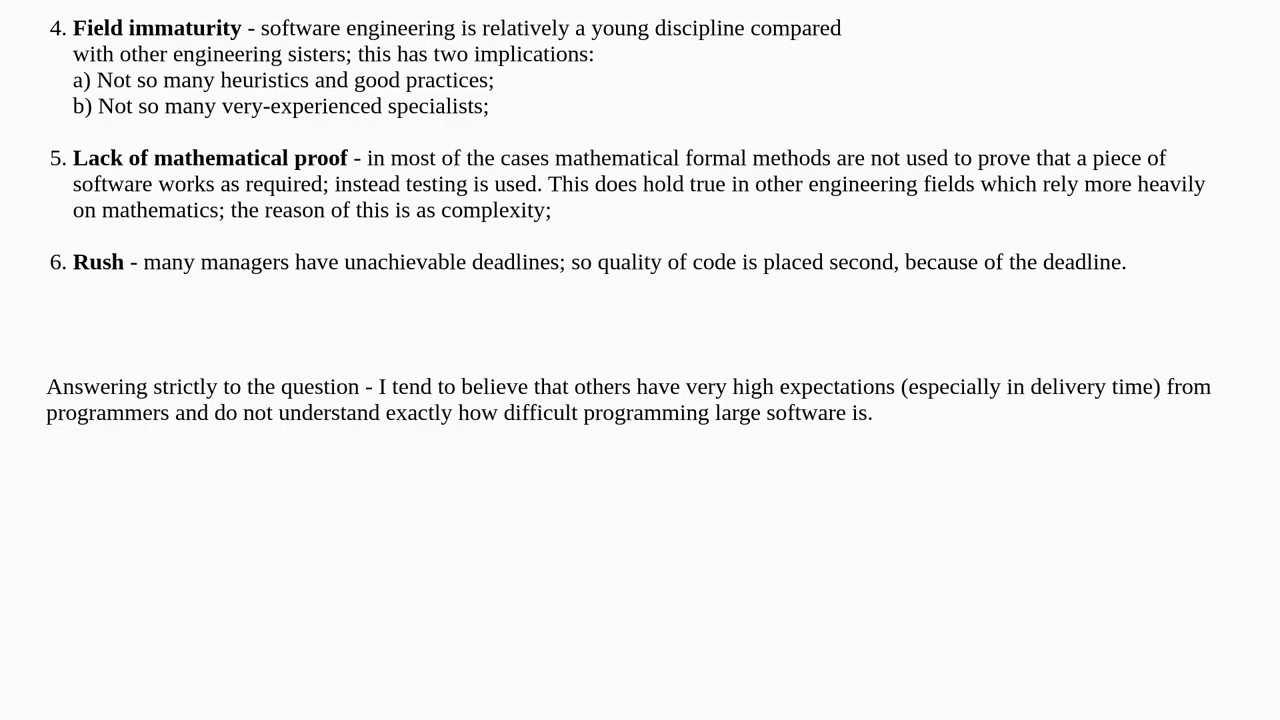 4. Field immaturity - software engineering is relatively a young discipline compared
with other engineering sisters; this has two implications:
a) Not so many heuristics and good practices;
b) Not so many very-experienced specialists;
5. Lack of mathematical proof - in most of the cases mathematical formal methods are not used to prove that a piece of
software works as required; instead testing is used. This does hold true in other engineering fields which rely more heavily
on mathematics; the reason of this is as complexity;
6. Rush - many managers have unachievable deadlines; so quality of code is placed second, because of the deadline.
Answering strictly to the question - I tend to believe that others have very high expectations (especially in delivery time) from
programmers and do not understand exactly how difficult programming large software is.